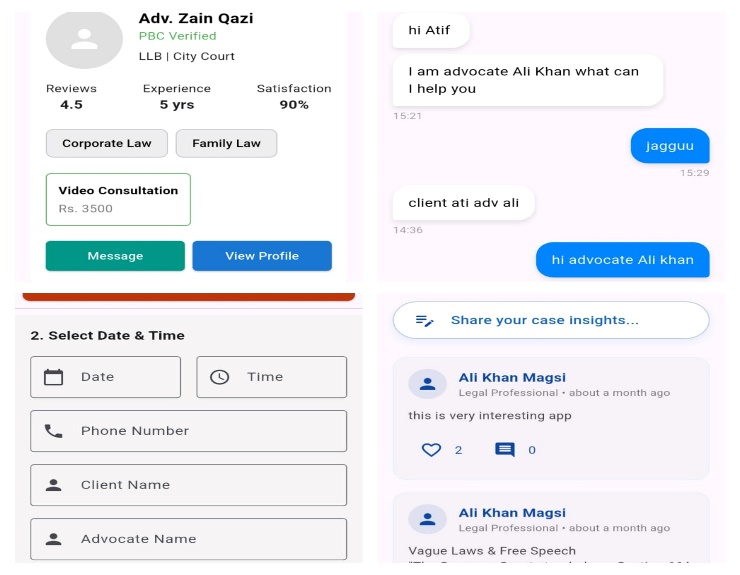 Adv. Zain Qazi
PBC Verified
LLB | City Court
Reviews Experience Satisfaction
4.5 5 yrs 90%
Corporate Law Family Law
Video Consultation
Rs. 3500
Message View Profile
hi Atif
I am advocate Ali Khan what can
I help you
15:21
jagguu
15:29
client ati adv ali
14:36
hi advocate Ali khan
2. Select Date & Time
Date Time
Phone Number
Client Name
Advocate Name
Share your case insights...
Ali Khan Magsi
Legal Professional • about a month ago
this is very interesting app
2 0
Ali Khan Magsi
Legal Professional • about a month ago
Vague Laws & Free Speech